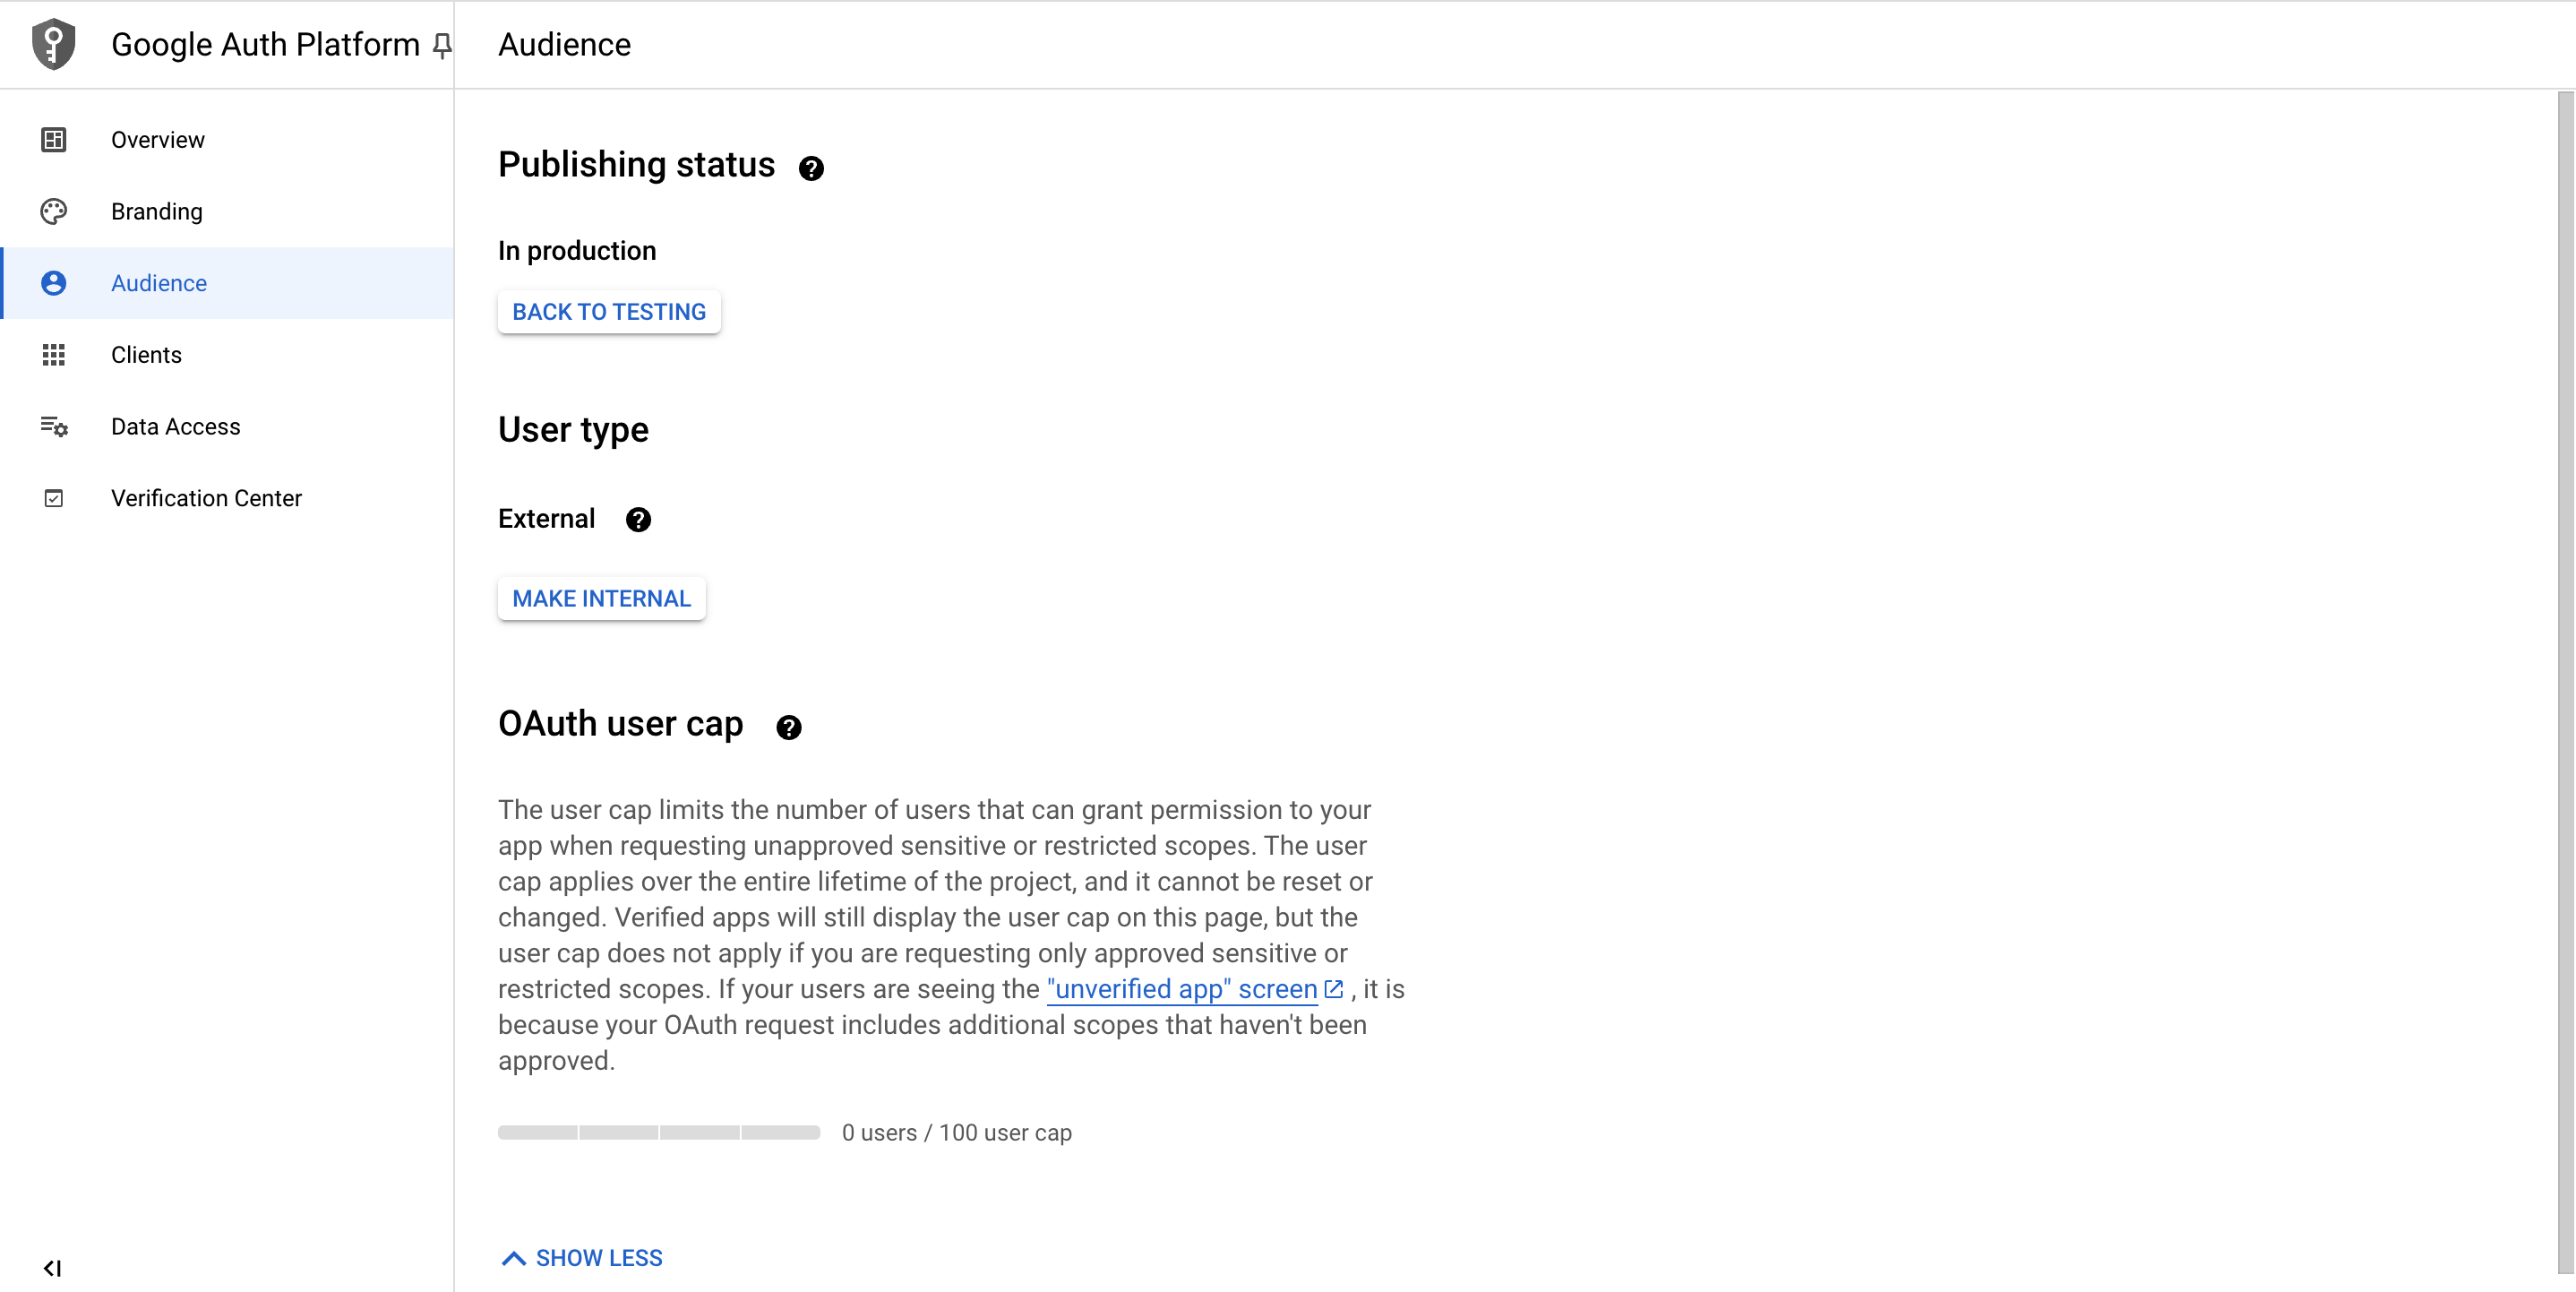 Google Auth Platform
Audience
Overview
Branding
Audience
Clients
Data Access
Verification Center
Publishing status
In production
BACK TO TESTING
User type
External
MAKE INTERNAL
OAuth user cap
The user cap limits the number of users that can grant permission to your
app when requesting unapproved sensitive or restricted scopes. The user
cap applies over the entire lifetime of the project, and it cannot be reset or
changed. Verified apps will still display the user cap on this page, but the
user cap does not apply if you are requesting only approved sensitive or
restricted scopes. If your users are seeing the "unverified app" screen , it is
because your OAuth request includes additional scopes that haven't been
approved.
0 users / 100 user cap
SHOW LESS